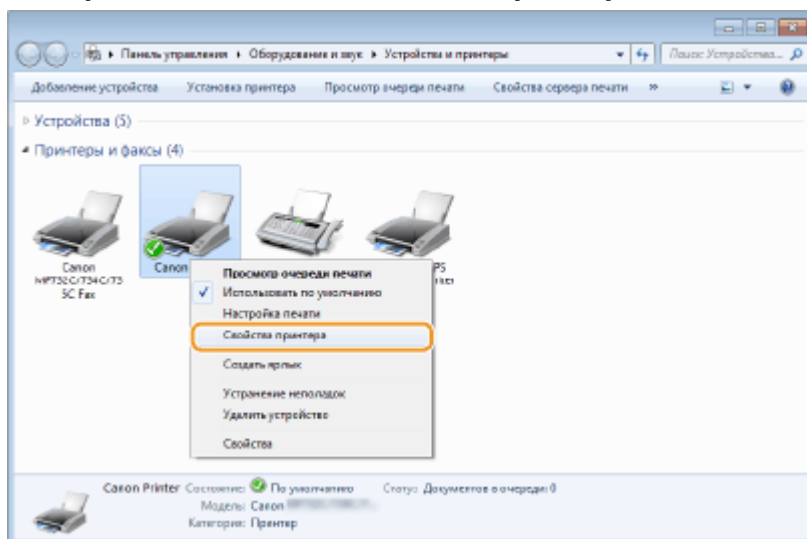 Панель управления ▸ Оборудование и звук ▸ Устройства и принтеры
Поиск: Устройства...
Добавление устройства Установка принтера Просмотр очереди печати Свойства сервера печати »
Устройства (5)
Принтеры и факсы (4)
Canon
MF732C/734C/73
5C Fax
Canon
PS
Просмотр очереди печати
Использовать по умолчанию
Настройка печати
Свойства принтера
Создать ярлык
Устранение неполадок
Удалить устройство
Свойства
Canon Printer Состояние: По умолчанию Статус: Документов в очереди: 0
Модель: Canon
Категория: Принтер